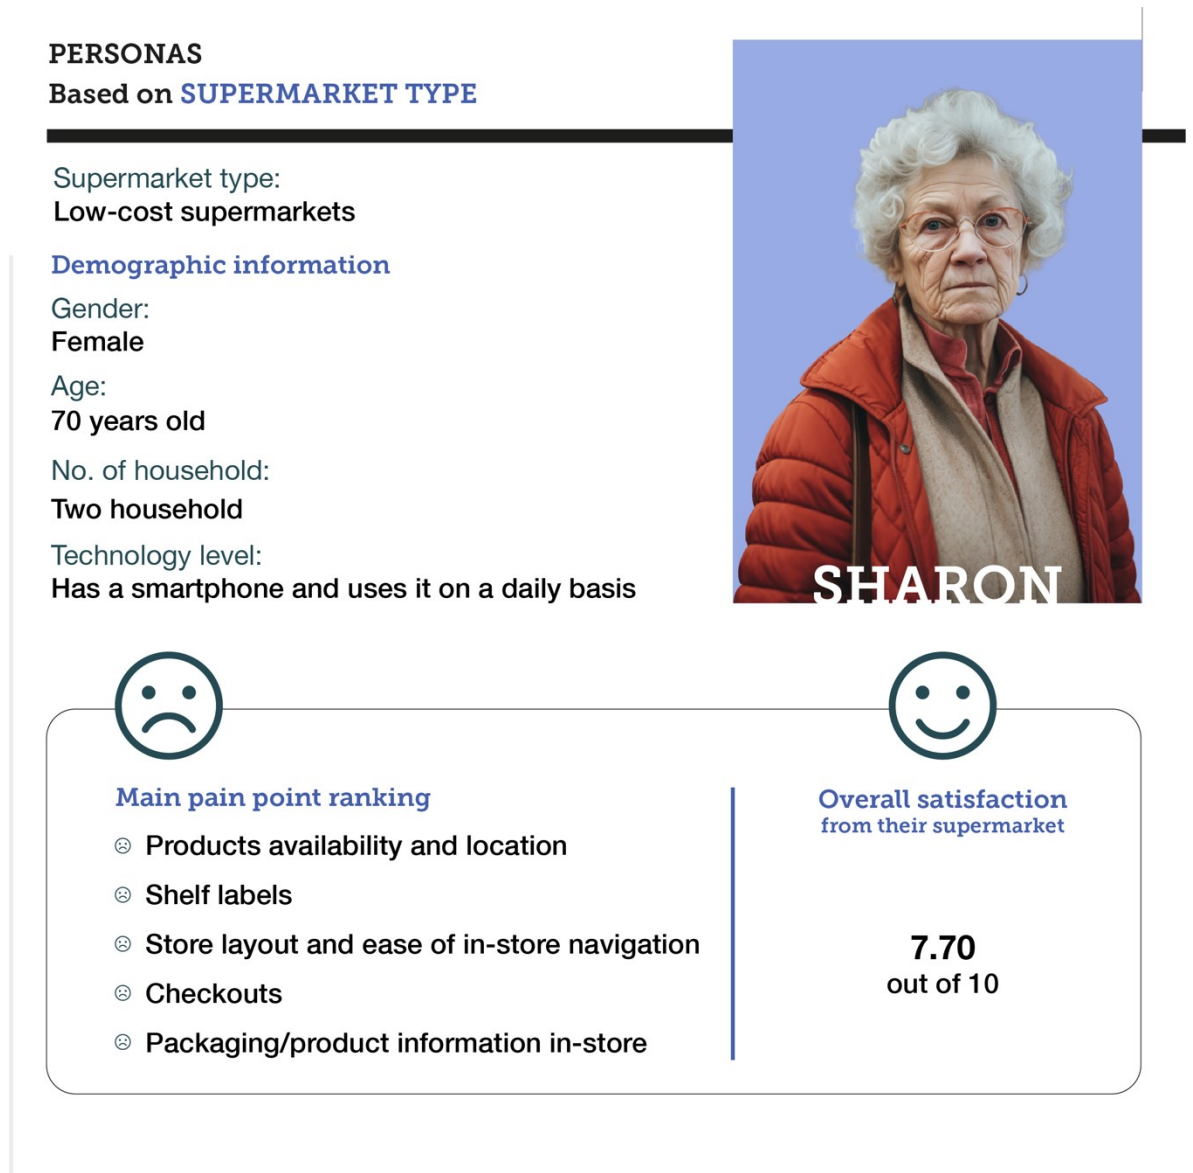 PERSONAS
Based on SUPERMARKET TYPE
Supermarket type:
Low-cost supermarkets
Demographic information
Gender:
Female
Age:
70 years old
No. of household:
Two household
Technology level:
Has a smartphone and uses it on a daily basis
SHARON
Main pain point ranking
Products availability and location
Shelf labels
Store layout and ease of in-store navigation
Checkouts
Packaging/product information in-store
Overall satisfaction
from their supermarket
7.70
out of 10